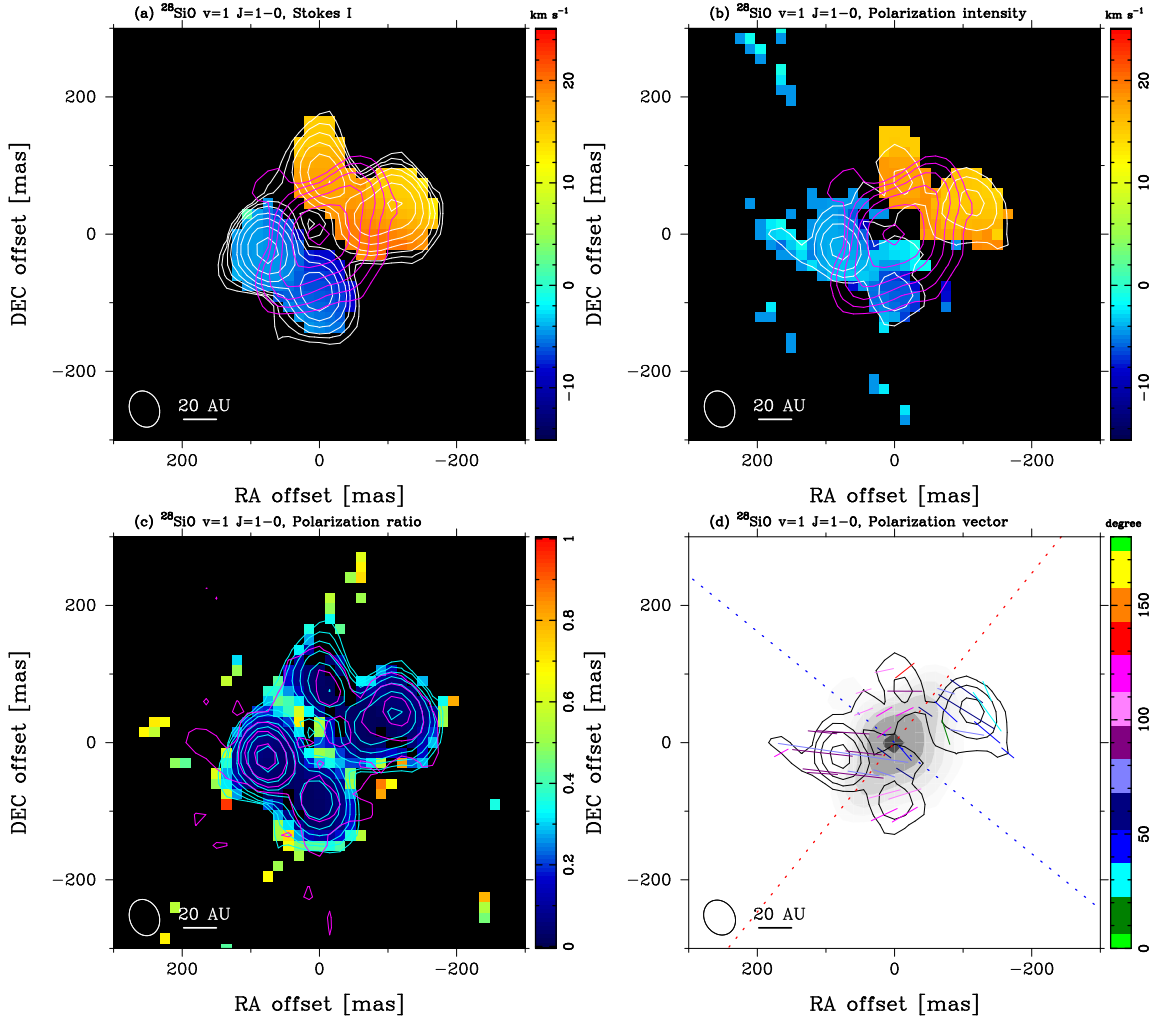 (a) ²⁸SiO v=1 J=1−0, Stokes I
km s⁻¹
200
0
−200
DEC offset [mas]
20 AU
200
0
−200
RA offset [mas]
20
10
0
−10
(b) ²⁸SiO v=1 J=1−0, Polarization intensity
km s⁻¹
200
0
−200
DEC offset [mas]
20 AU
200
0
−200
RA offset [mas]
20
10
0
−10
(c) ²⁸SiO v=1 J=1−0, Polarization ratio
200
0
−200
DEC offset [mas]
20 AU
200
0
−200
RA offset [mas]
1
0.8
0.6
0.4
0.2
0
(d) ²⁸SiO v=1 J=1−0, Polarization vector
degree
200
0
−200
DEC offset [mas]
20 AU
200
0
−200
RA offset [mas]
150
100
50
0